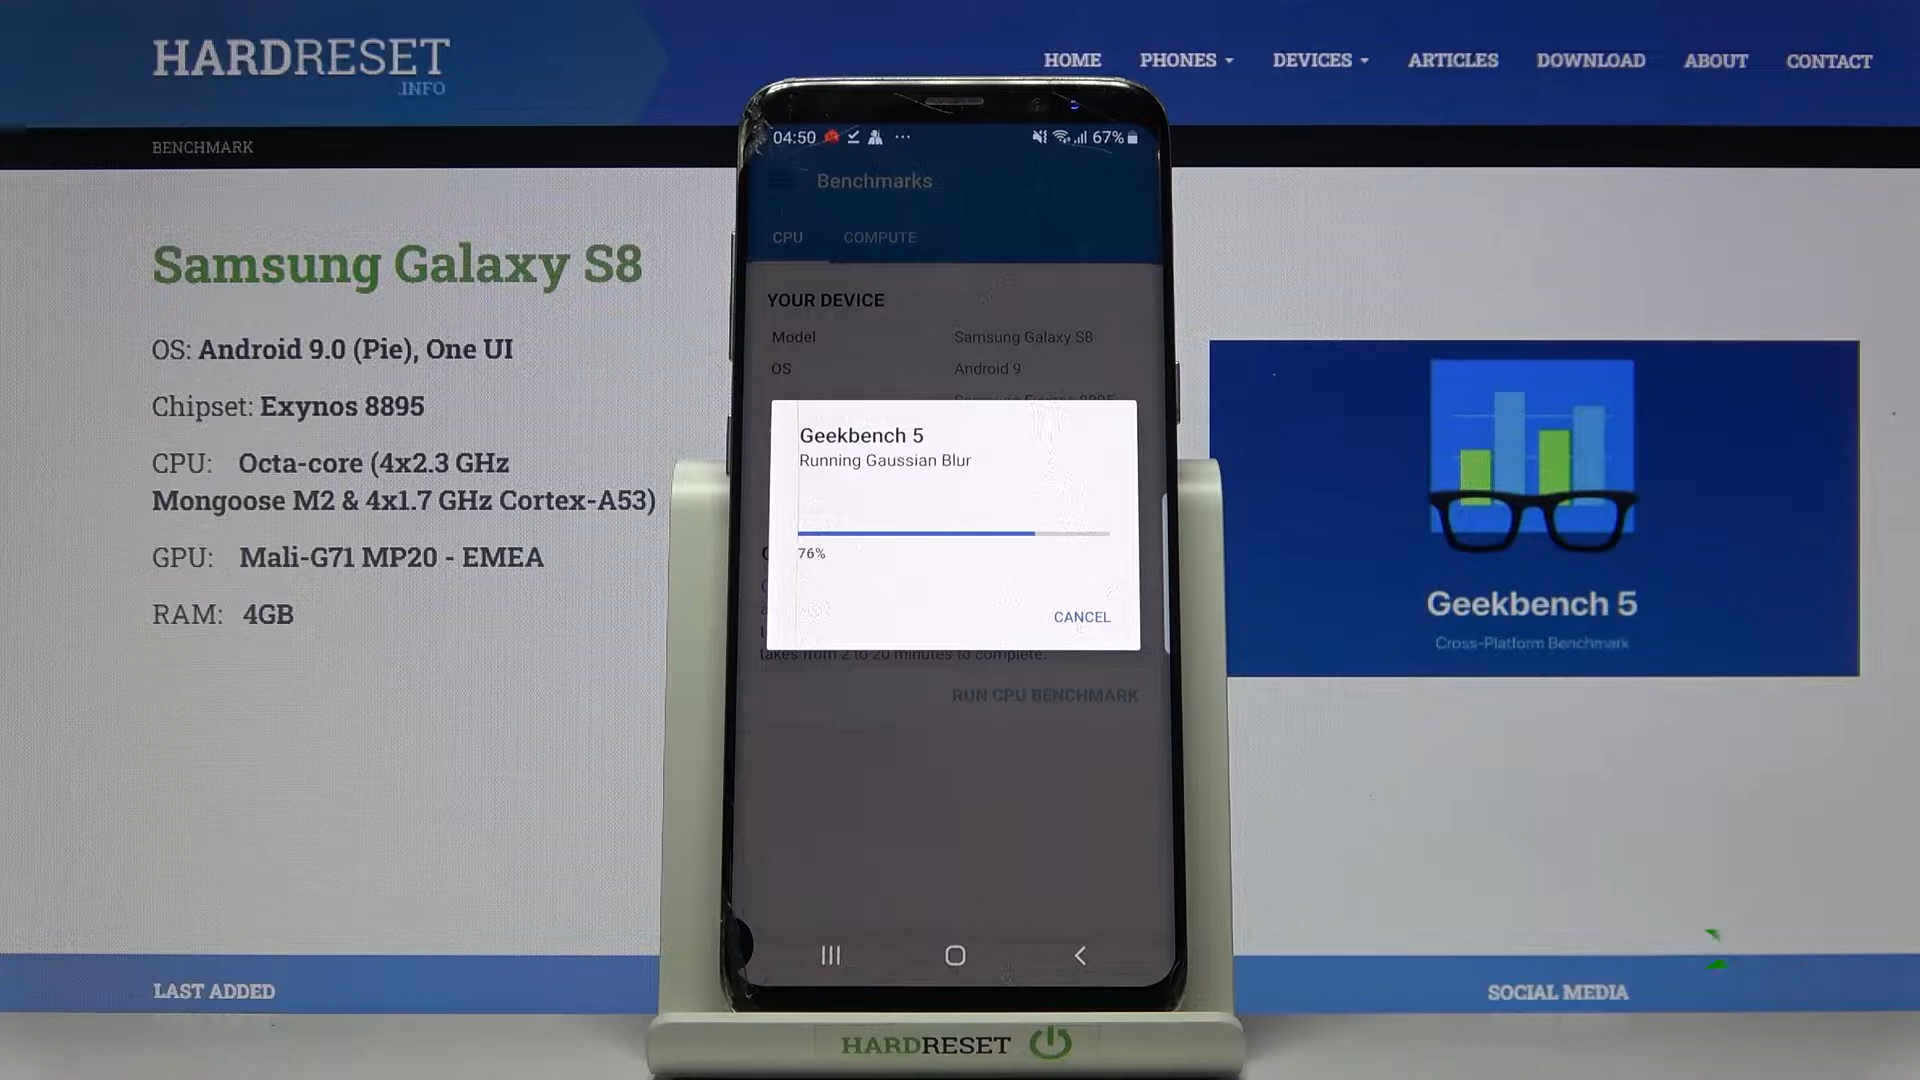 HARDRESET
.INFO
HOME PHONES DEVICES ARTICLES DOWNLOAD ABOUT CONTACT
BENCHMARK
Samsung Galaxy S8
OS: Android 9.0 (Pie), One UI
Chipset: Exynos 8895
CPU: Octa-core (4x2.3 GHz
Mongoose M2 & 4x1.7 GHz Cortex-A53)
GPU: Mali-G71 MP20 - EMEA
RAM: 4GB
04:50 67%
Benchmarks
CPU COMPUTE
YOUR DEVICE
Model Samsung Galaxy S8
OS Android 9
Geekbench 5
Running Gaussian Blur
76%
CANCEL
takes from 2 to 20 minutes to complete.
RUN CPU BENCHMARK
Geekbench 5
Cross-Platform Benchmark
LAST ADDED
SOCIAL MEDIA
HARDRESET